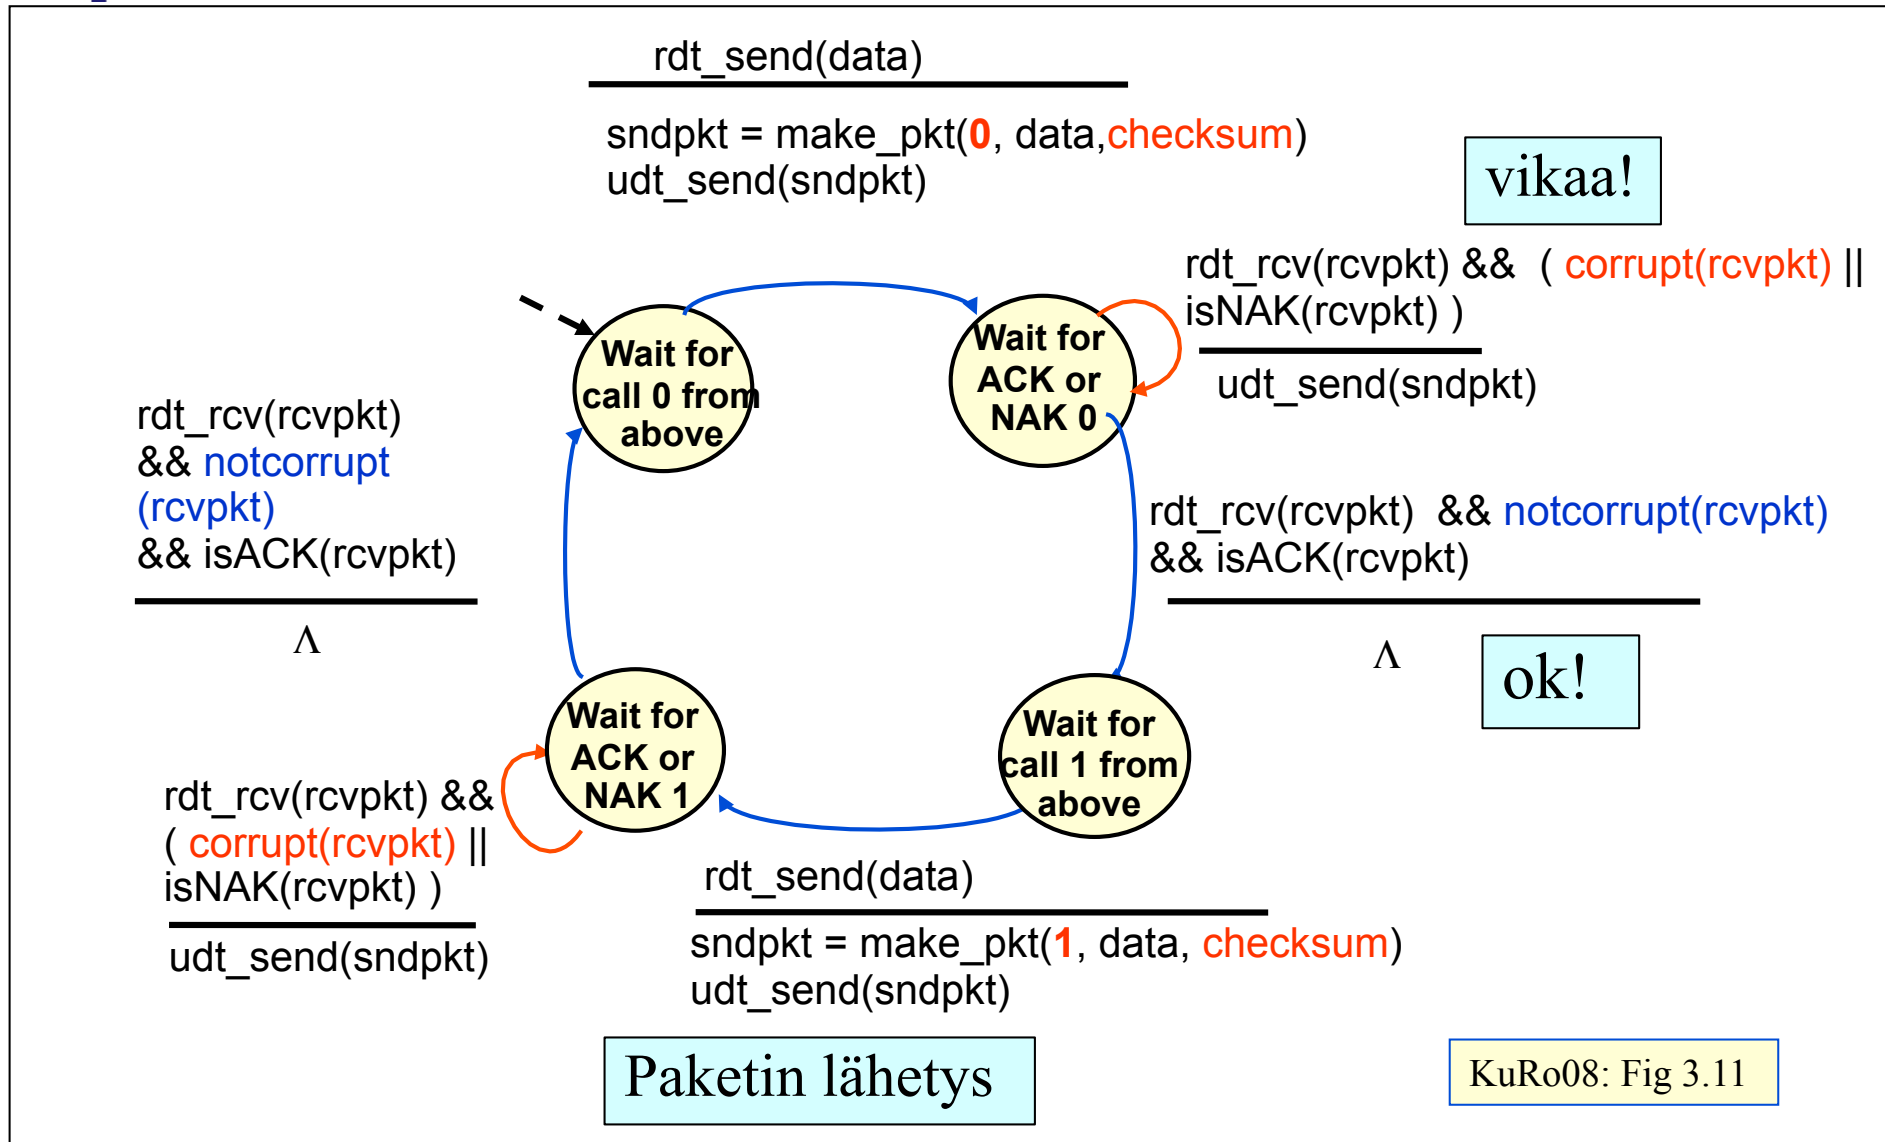 rdt_send(data)
sndpkt = make_pkt(0, data,checksum)
udt_send(sndpkt)
vikaa!
rdt_rcv(rcvpkt) && ( corrupt(rcvpkt) ||
isNAK(rcvpkt) )
udt_send(sndpkt)
Wait for
call 0 from
above
Wait for
ACK or
NAK 0
rdt_rcv(rcvpkt)
&& notcorrupt
(rcvpkt)
&& isACK(rcvpkt)
Λ
rdt_rcv(rcvpkt) && notcorrupt(rcvpkt)
&& isACK(rcvpkt)
Λ
ok!
Wait for
ACK or
NAK 1
Wait for
call 1 from
above
rdt_rcv(rcvpkt) &&
( corrupt(rcvpkt) ||
isNAK(rcvpkt) )
udt_send(sndpkt)
rdt_send(data)
sndpkt = make_pkt(1, data, checksum)
udt_send(sndpkt)
Paketin lähetys
KuRo08: Fig 3.11